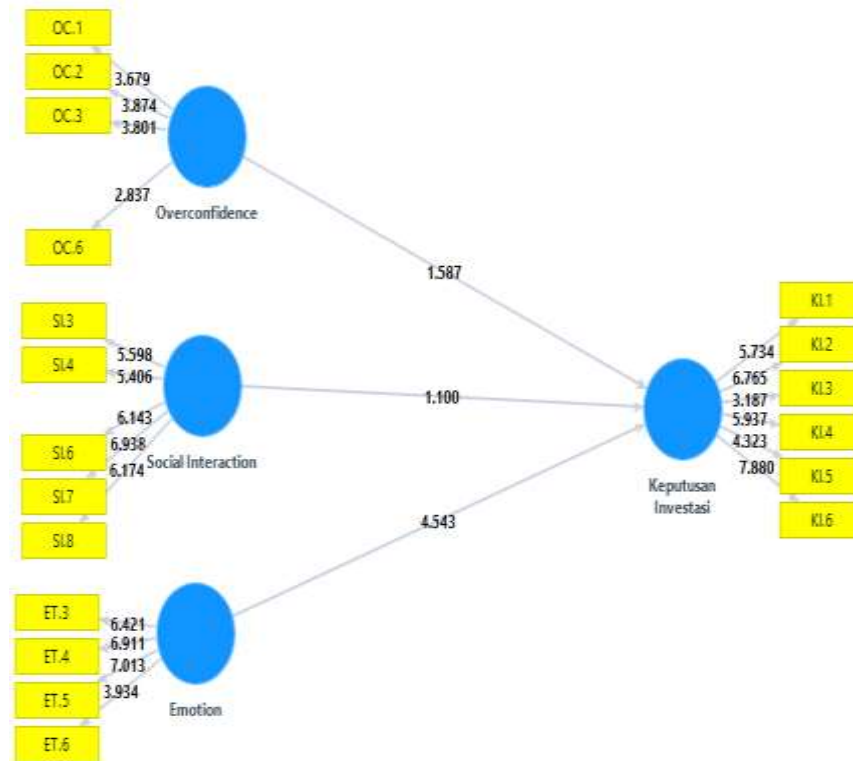 OC.1
OC.2
OC.3
OC.6
3.679
3.874
3.801
2.837
Overconfidence
1.587
SI.3
SI.4
SI.6
SI.7
SI.8
5.598
5.406
6.143
6.938
6.174
Social Interaction
1.100
ET.3
ET.4
ET.5
ET.6
6.421
6.911
7.013
3.934
Emotion
4.543
Keputusan
Investasi
5.734
6.765
3.187
5.937
4.323
7.880
KI.1
KI.2
KI.3
KI.4
KI.5
KI.6